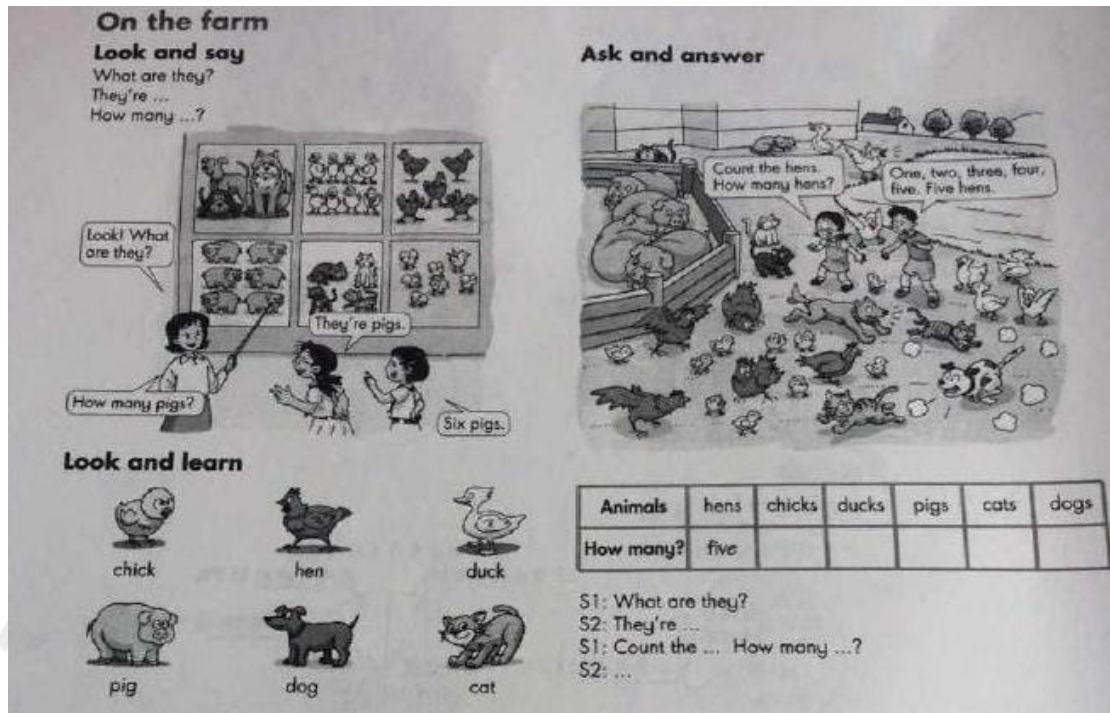 On the farm
Look and say
What are they?
They're ...
How many ...?
Look! What
are they?
They're pigs.
How many pigs?
Six pigs.
Look and learn
chick
hen
duck
pig
dog
cat
Ask and answer
Count the hens.
How many hens?
One, two, three, four,
five. Five hens.
Animals hens chicks ducks pigs cats dogs
How many? five
S1: What are they?
S2: They're ...
S1: Count the ... How many ...?
S2: ...